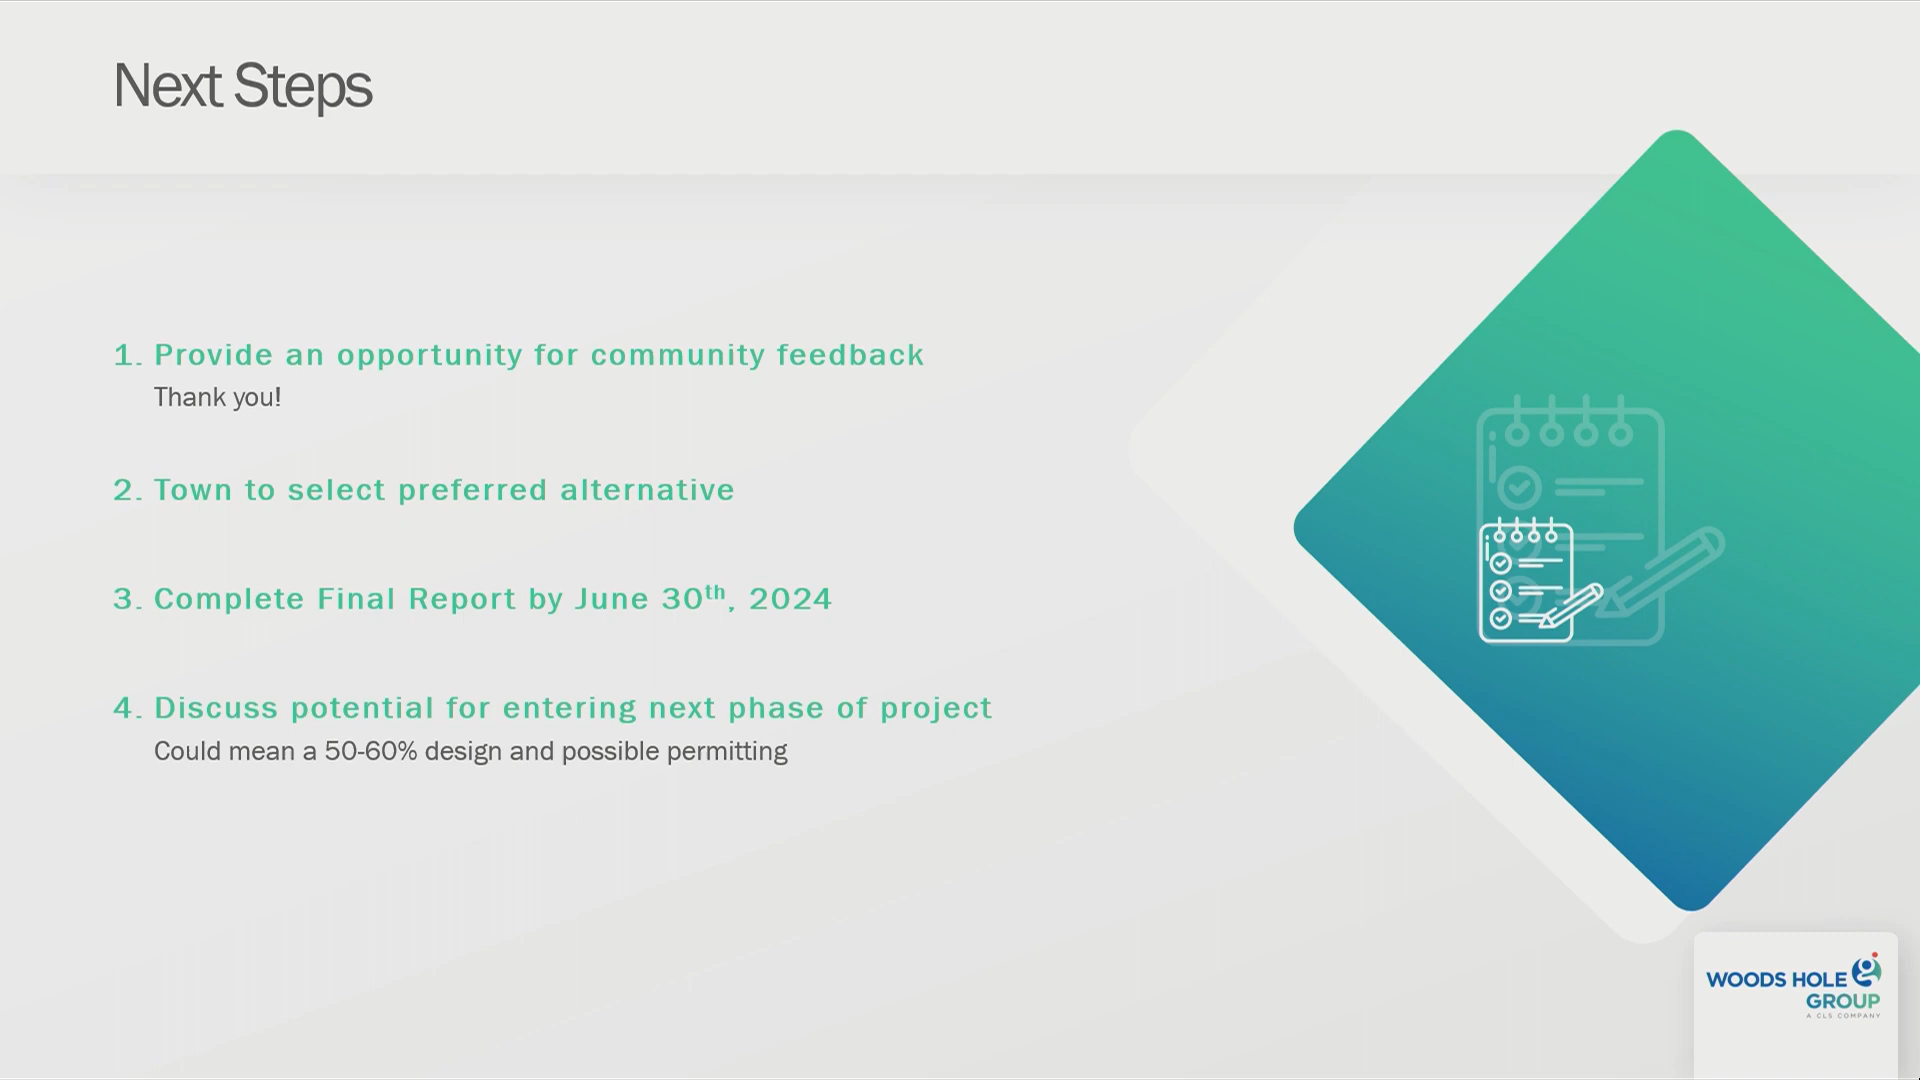 Next Steps
1. Provide an opportunity for community feedback
Thank you!
2. Town to select preferred alternative
3. Complete Final Report by June 30th, 2024
4. Discuss potential for entering next phase of project
Could mean a 50-60% design and possible permitting
WOODS HOLE
GROUP
A CLS COMPANY